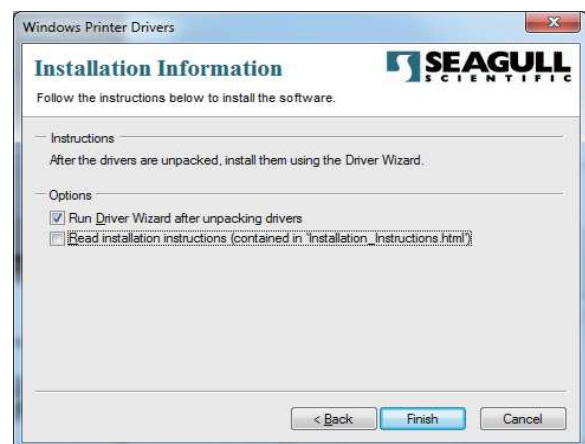 Windows Printer Drivers
Installation Information
SEAGULL
SCIENTIFIC
Follow the instructions below to install the software.
Instructions
After the drivers are unpacked, install them using the Driver Wizard.
Options
Run Driver Wizard after unpacking drivers
Read installation instructions (contained in 'Installation_Instructions.html')
< Back
Finish
Cancel